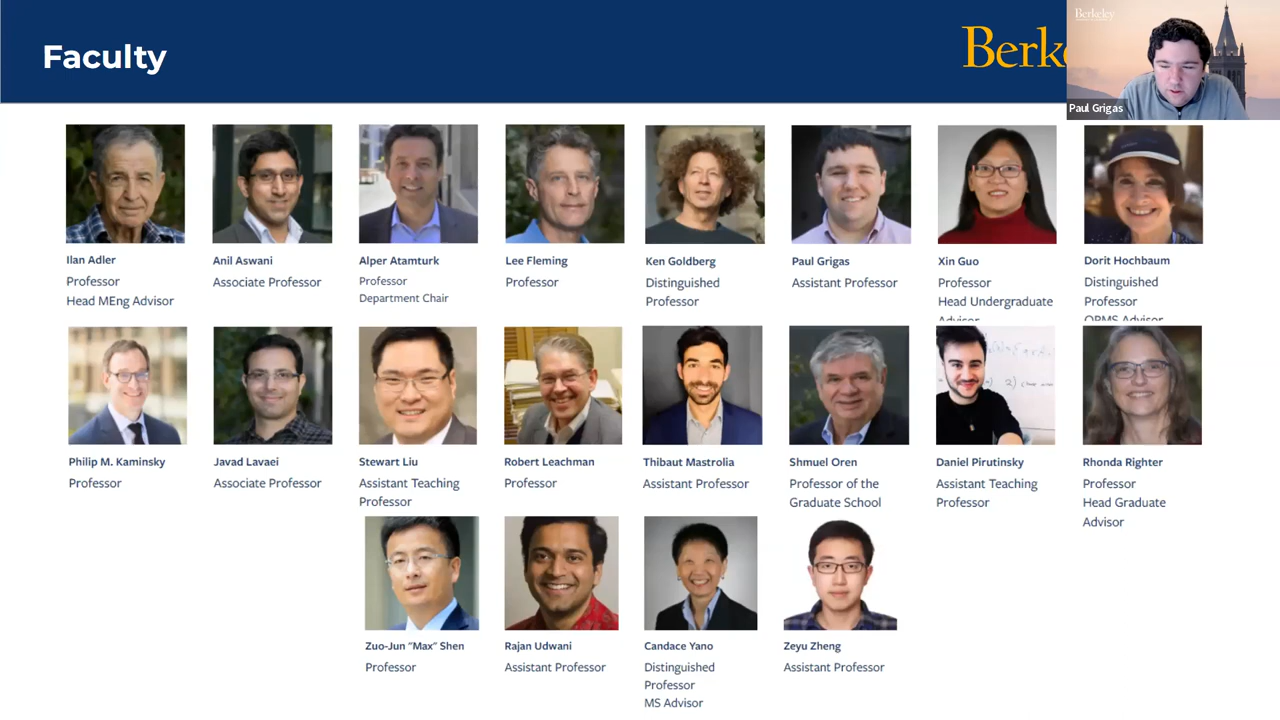 Faculty
Berkeley
Paul Grigas
Ilan Adler
Professor
Head MEng Advisor
Anil Aswani
Associate Professor
Alper Atamturk
Professor
Department Chair
Lee Fleming
Professor
Ken Goldberg
Distinguished
Professor
Paul Grigas
Assistant Professor
Xin Guo
Professor
Head Undergraduate
Advisor
Dorit Hochbaum
Distinguished
Professor
ORMS Advisor
Philip M. Kaminsky
Professor
Javad Lavaei
Associate Professor
Stewart Liu
Assistant Teaching
Professor
Robert Leachman
Professor
Thibaut Mastrolia
Assistant Professor
Shmuel Oren
Professor of the
Graduate School
Daniel Pirutinsky
Assistant Teaching
Professor
Rhonda Righter
Professor
Head Graduate
Advisor
Zuo-Jun "Max" Shen
Professor
Rajan Udwani
Assistant Professor
Candace Yano
Distinguished
Professor
MS Advisor
Zeyu Zheng
Assistant Professor